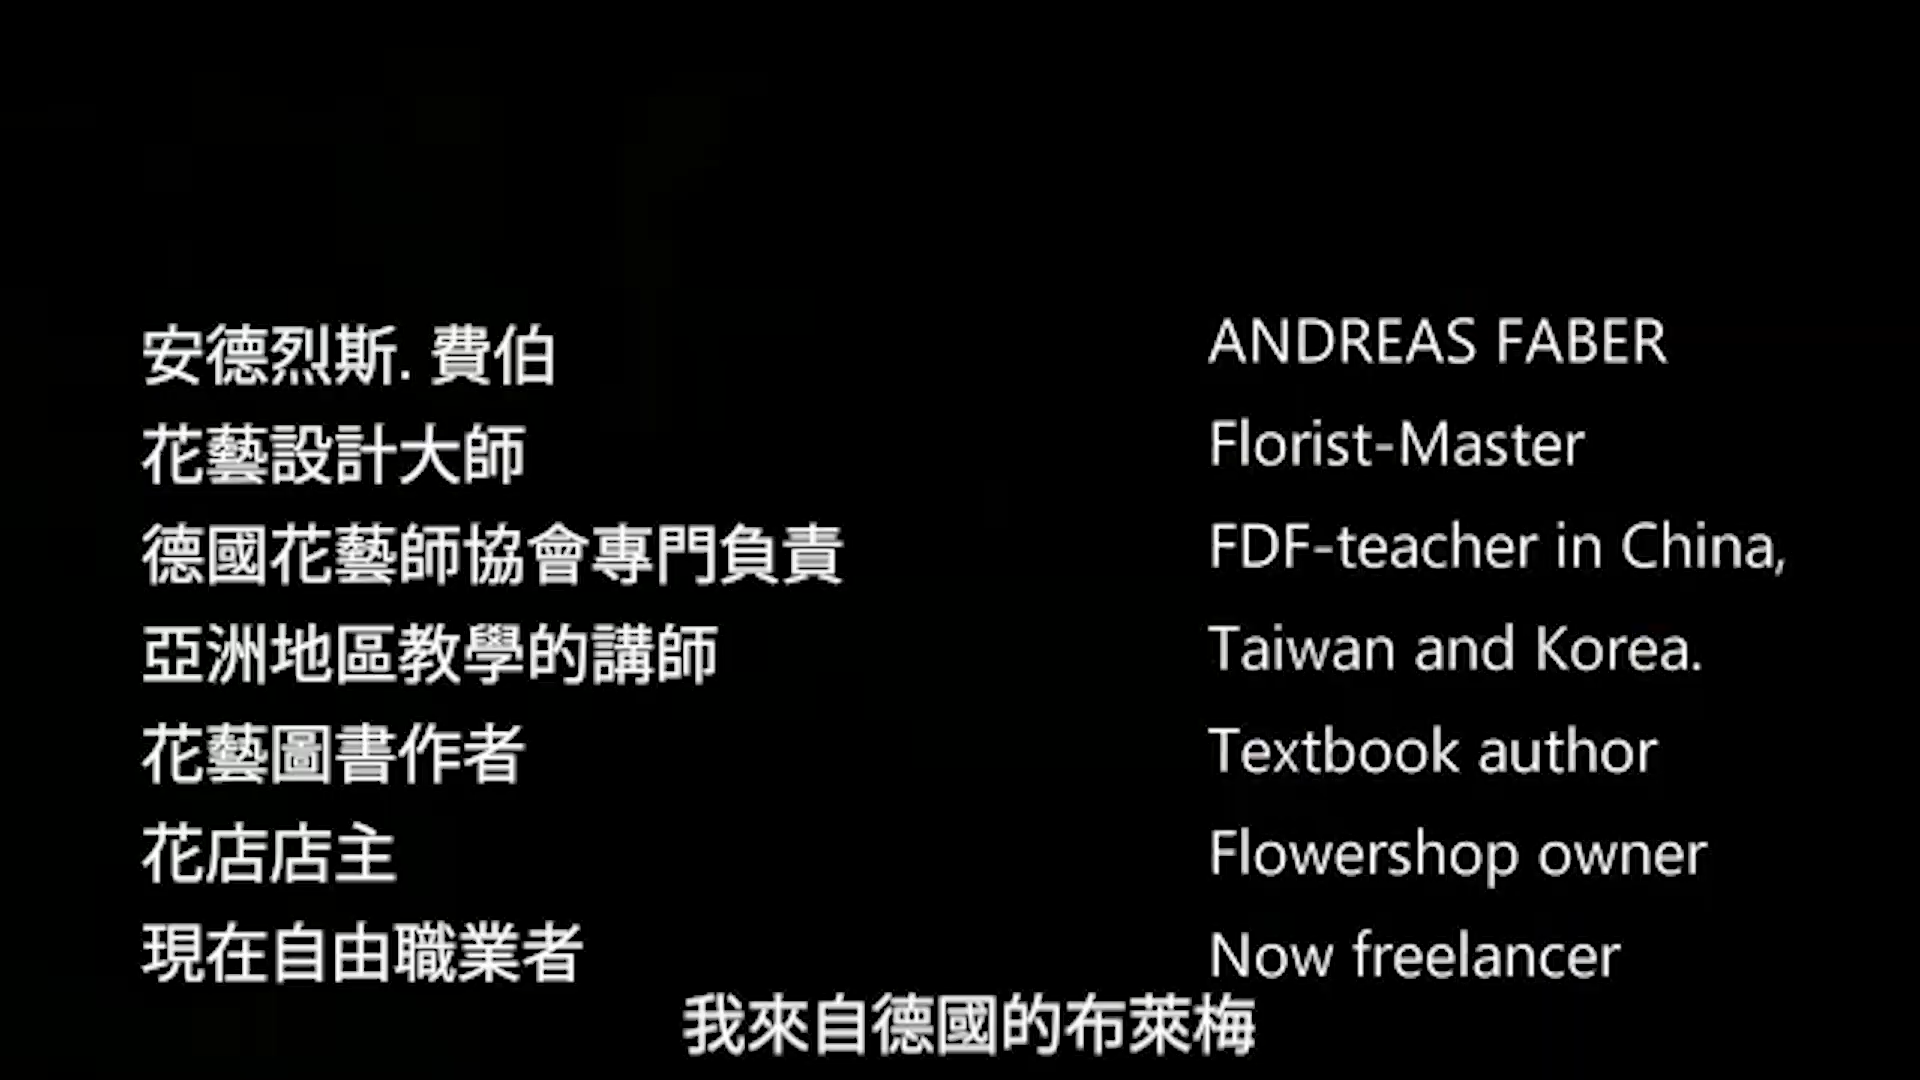 安德烈斯. 費伯
花藝設計大師
德國花藝師協會專門負責
亞洲地區教學的講師
花藝圖書作者
花店店主
現在自由職業者
ANDREAS FABER
Florist-Master
FDF-teacher in China,
Taiwan and Korea.
Textbook author
Flowershop owner
Now freelancer
我來自德國的布萊梅